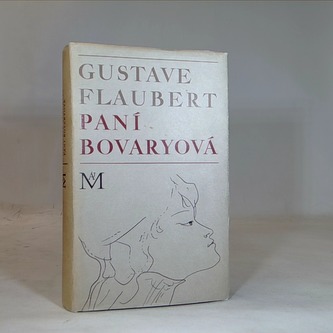 GUSTAVE
FLAUBERT
PANÍ
BOVARYOVÁ
M